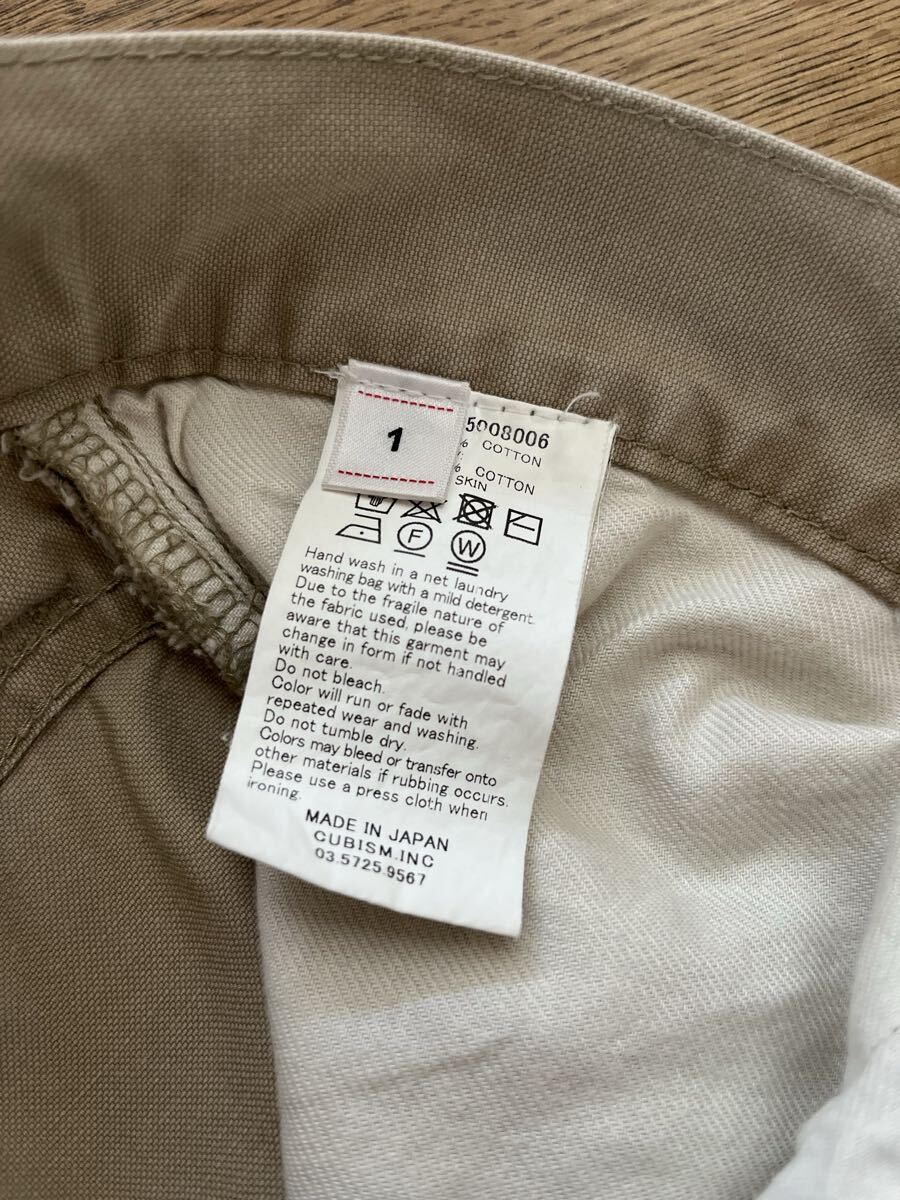 1
5008006
% COTTON
% COTTON
SKIN
F
W
Hand wash in a net laundry
washing bag with a mild detergent.
Due to the fragile nature of
the fabric used, please be
aware that this garment may
change in form if not handled
with care.
Do not bleach.
Color will run or fade with
repeated wear and washing.
Do not tumble dry.
Colors may bleed or transfer onto
other materials if rubbing occurs.
Please use a press cloth when
ironing.
MADE IN JAPAN
CUBISM.INC
03.5725.9567